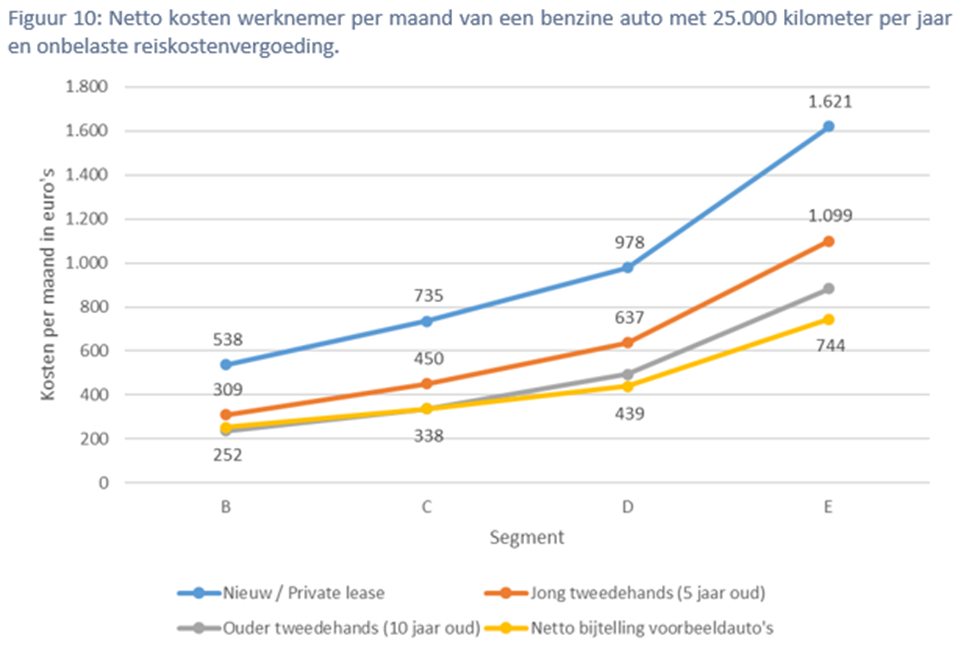 Figuur 10: Netto kosten werknemer per maand van een benzine auto met 25.000 kilometer per jaar
en onbelaste reiskostenvergoeding.
1.800
1.600
1.400
1.200
1.000
800
600
400
200
0
Kosten per maand in euro's
538
735
978
1.621
309
450
637
1.099
252
338
439
744
B
C
D
E
Segment
Nieuw / Private lease
Jong tweedehands (5 jaar oud)
Ouder tweedehands (10 jaar oud)
Netto bijtelling voorbeeldauto's